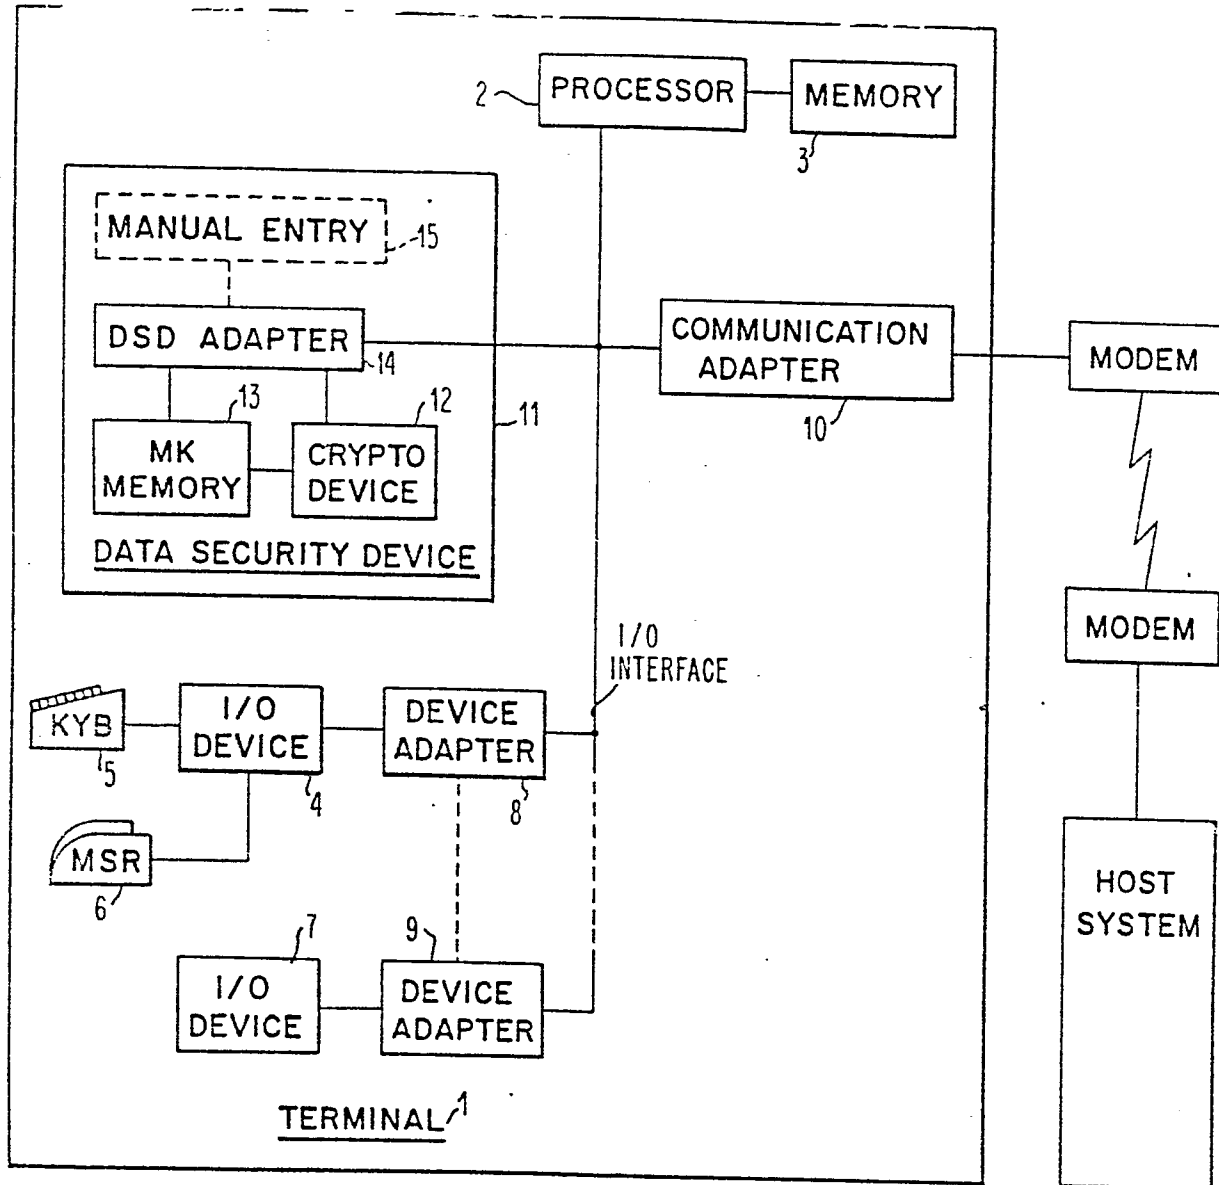 2
PROCESSOR
MEMORY
3
MANUAL ENTRY
15
DSD ADAPTER
14
COMMUNICATION
ADAPTER
10
MODEM
13
12
11
MK
MEMORY
CRYPTO
DEVICE
DATA SECURITY DEVICE
MODEM
I/O
INTERFACE
KYB
5
I/O
DEVICE
4
DEVICE
ADAPTER
8
MSR
6
HOST
SYSTEM
7
I/O
DEVICE
9
DEVICE
ADAPTER
TERMINAL 1